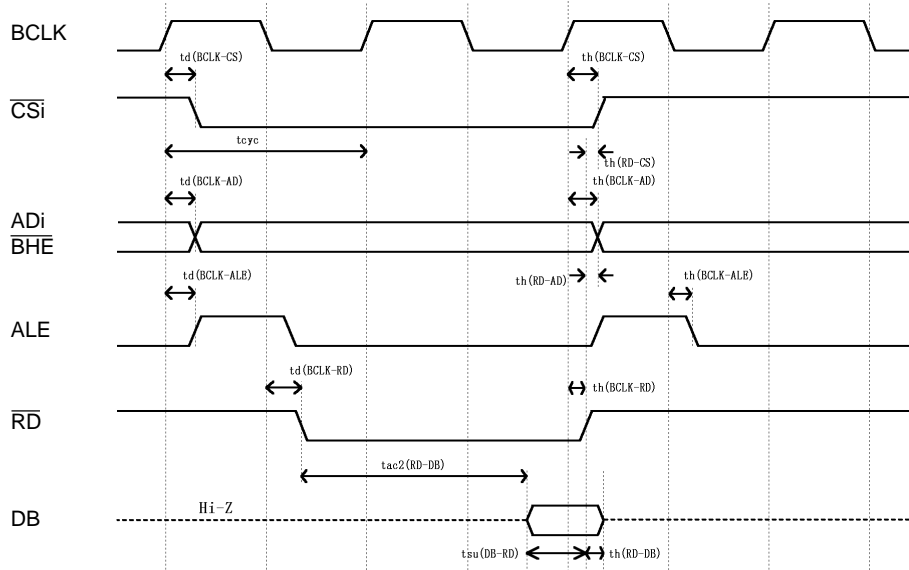 BCLK
td(BCLK-CS)
th(BCLK-CS)
CSi
tcyc
th(RD-CS)
td(BCLK-AD)
th(BCLK-AD)
ADi
BHE
td(BCLK-ALE)
th(RD-AD)
th(BCLK-ALE)
ALE
td(BCLK-RD)
th(BCLK-RD)
RD
tac2(RD-DB)
Hi-Z
DB
tsu(DB-RD)
th(RD-DB)